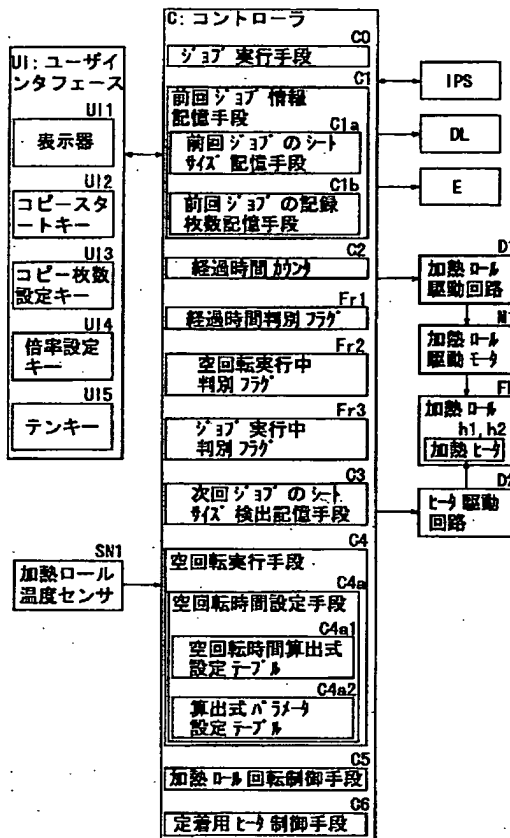 UI:ユーザイ
ンタフェース
UI1
表示器
UI2
コピースタ
ートキー
UI3
コピー枚数
設定キー
UI4
倍率設定
キー
UI5
テンキー
SN1
加熱ロール
温度センサ
C:コントローラ
C0
ジョブ実行手段
C1
前回ジョブ情報
記憶手段
C1a
前回ジョブのシート
サイズ記憶手段
C1b
前回ジョブの記録
枚数記憶手段
C2
経過時間カウンタ
Fr1
経過時間判別フラグ
Fr2
空回転実行中
判別フラグ
Fr3
ジョブ実行中
判別フラグ
C3
次回ジョブのシート
サイズ検出記憶手段
C4
空回転実行手段
C4a
空回転時間設定手段
C4a1
空回転時間算出式
設定テーブル
C4a2
算出式パラメータ
設定テーブル
C5
加熱ロール回転制御手段
C6
定着用ヒータ制御手段
IPS
DL
E
D1
加熱ロール
駆動回路
M1
加熱ロール
駆動モータ
加熱ロール
h1,h2
加熱ヒータ
D2
ヒータ駆動
回路